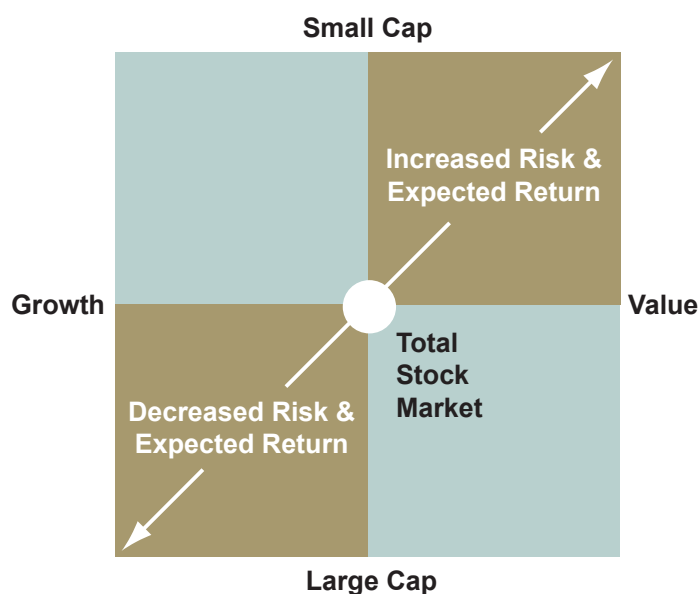 Small Cap
Increased Risk &
Expected Return
Growth
Value
Total
Stock
Market
Decreased Risk &
Expected Return
Large Cap